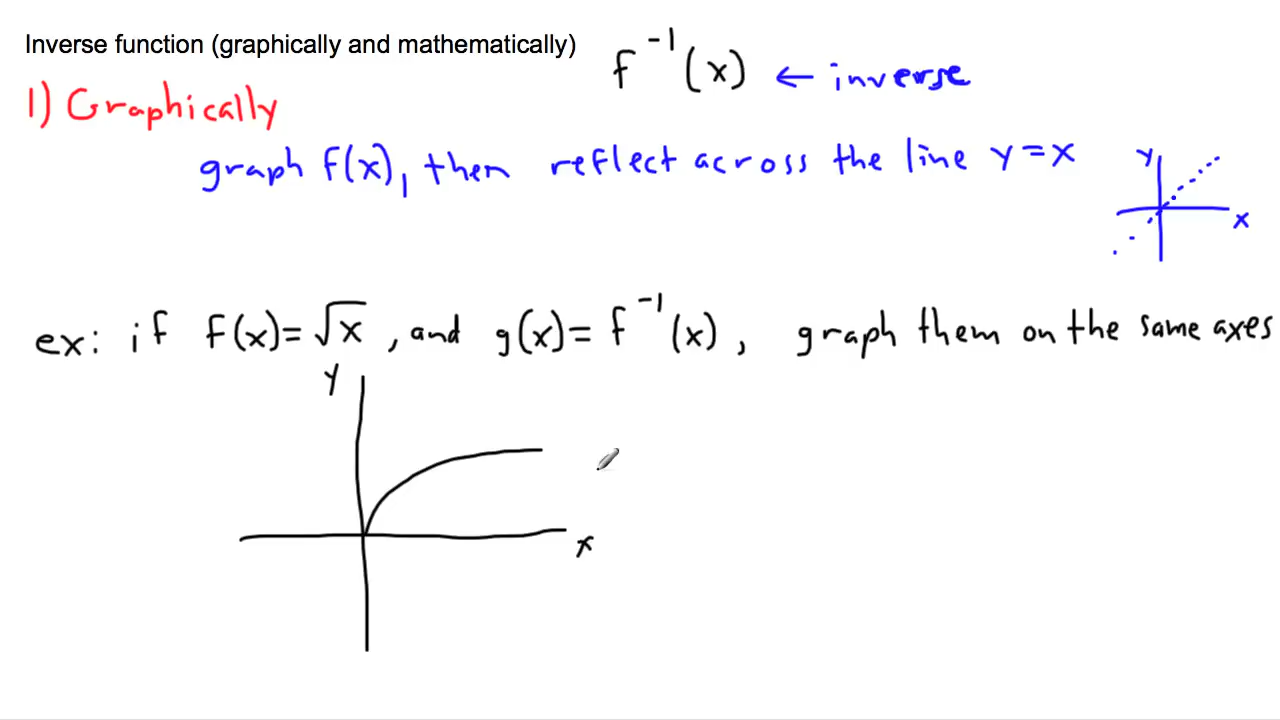 Inverse function (graphically and mathematically)
f⁻¹(x) ← inverse
1) Graphically
graph f(x), then reflect across the line y = x
y
x
ex: if f(x) = √x, and g(x) = f⁻¹(x), graph them on the same axes
y
x